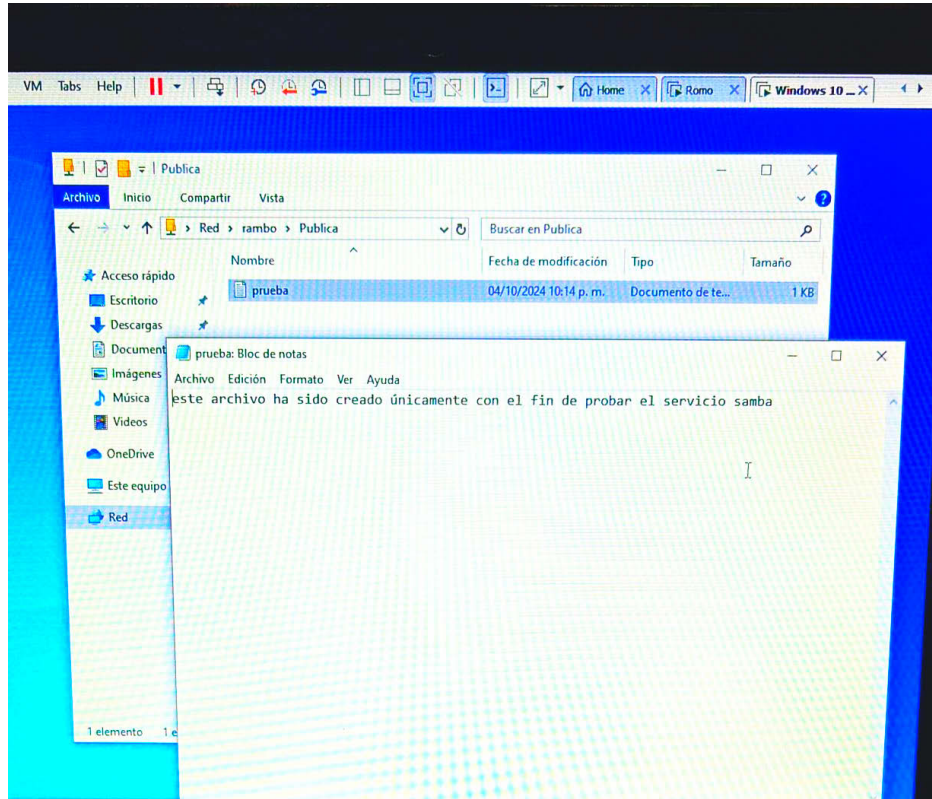 VM Tabs Help Home Romo Windows 10 ...
Publica
Archivo Inicio Compartir Vista
Red rambo Publica Buscar en Publica
Nombre Fecha de modificación Tipo Tamaño
Acceso rápido
prueba 04/10/2024 10:14 p. m. Documento de te... 1 KB
Escritorio
Descargas
Document
prueba: Bloc de notas
Imágenes
Archivo Edición Formato Ver Ayuda
Música
este archivo ha sido creado únicamente con el fin de probar el servicio samba
Videos
OneDrive
Este equipo
Red
1 elemento 1 e